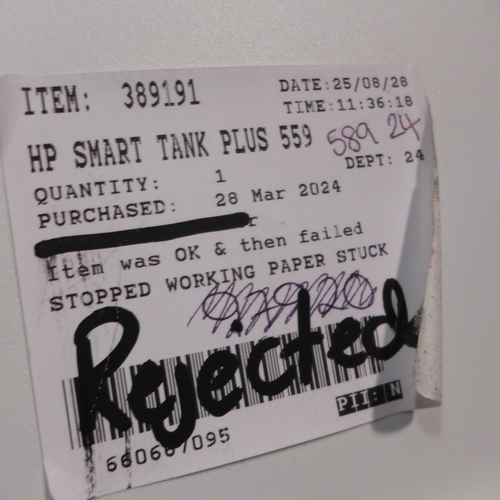 ITEM: 389191
DATE:25/08/28
TIME:11:36:18
HP SMART TANK PLUS 559
589 24
DEPT: 24
QUANTITY: 1
PURCHASED: 28 Mar 2024
Item was OK & then failed
STOPPED WORKING PAPER STUCK
Rejected
PII: N